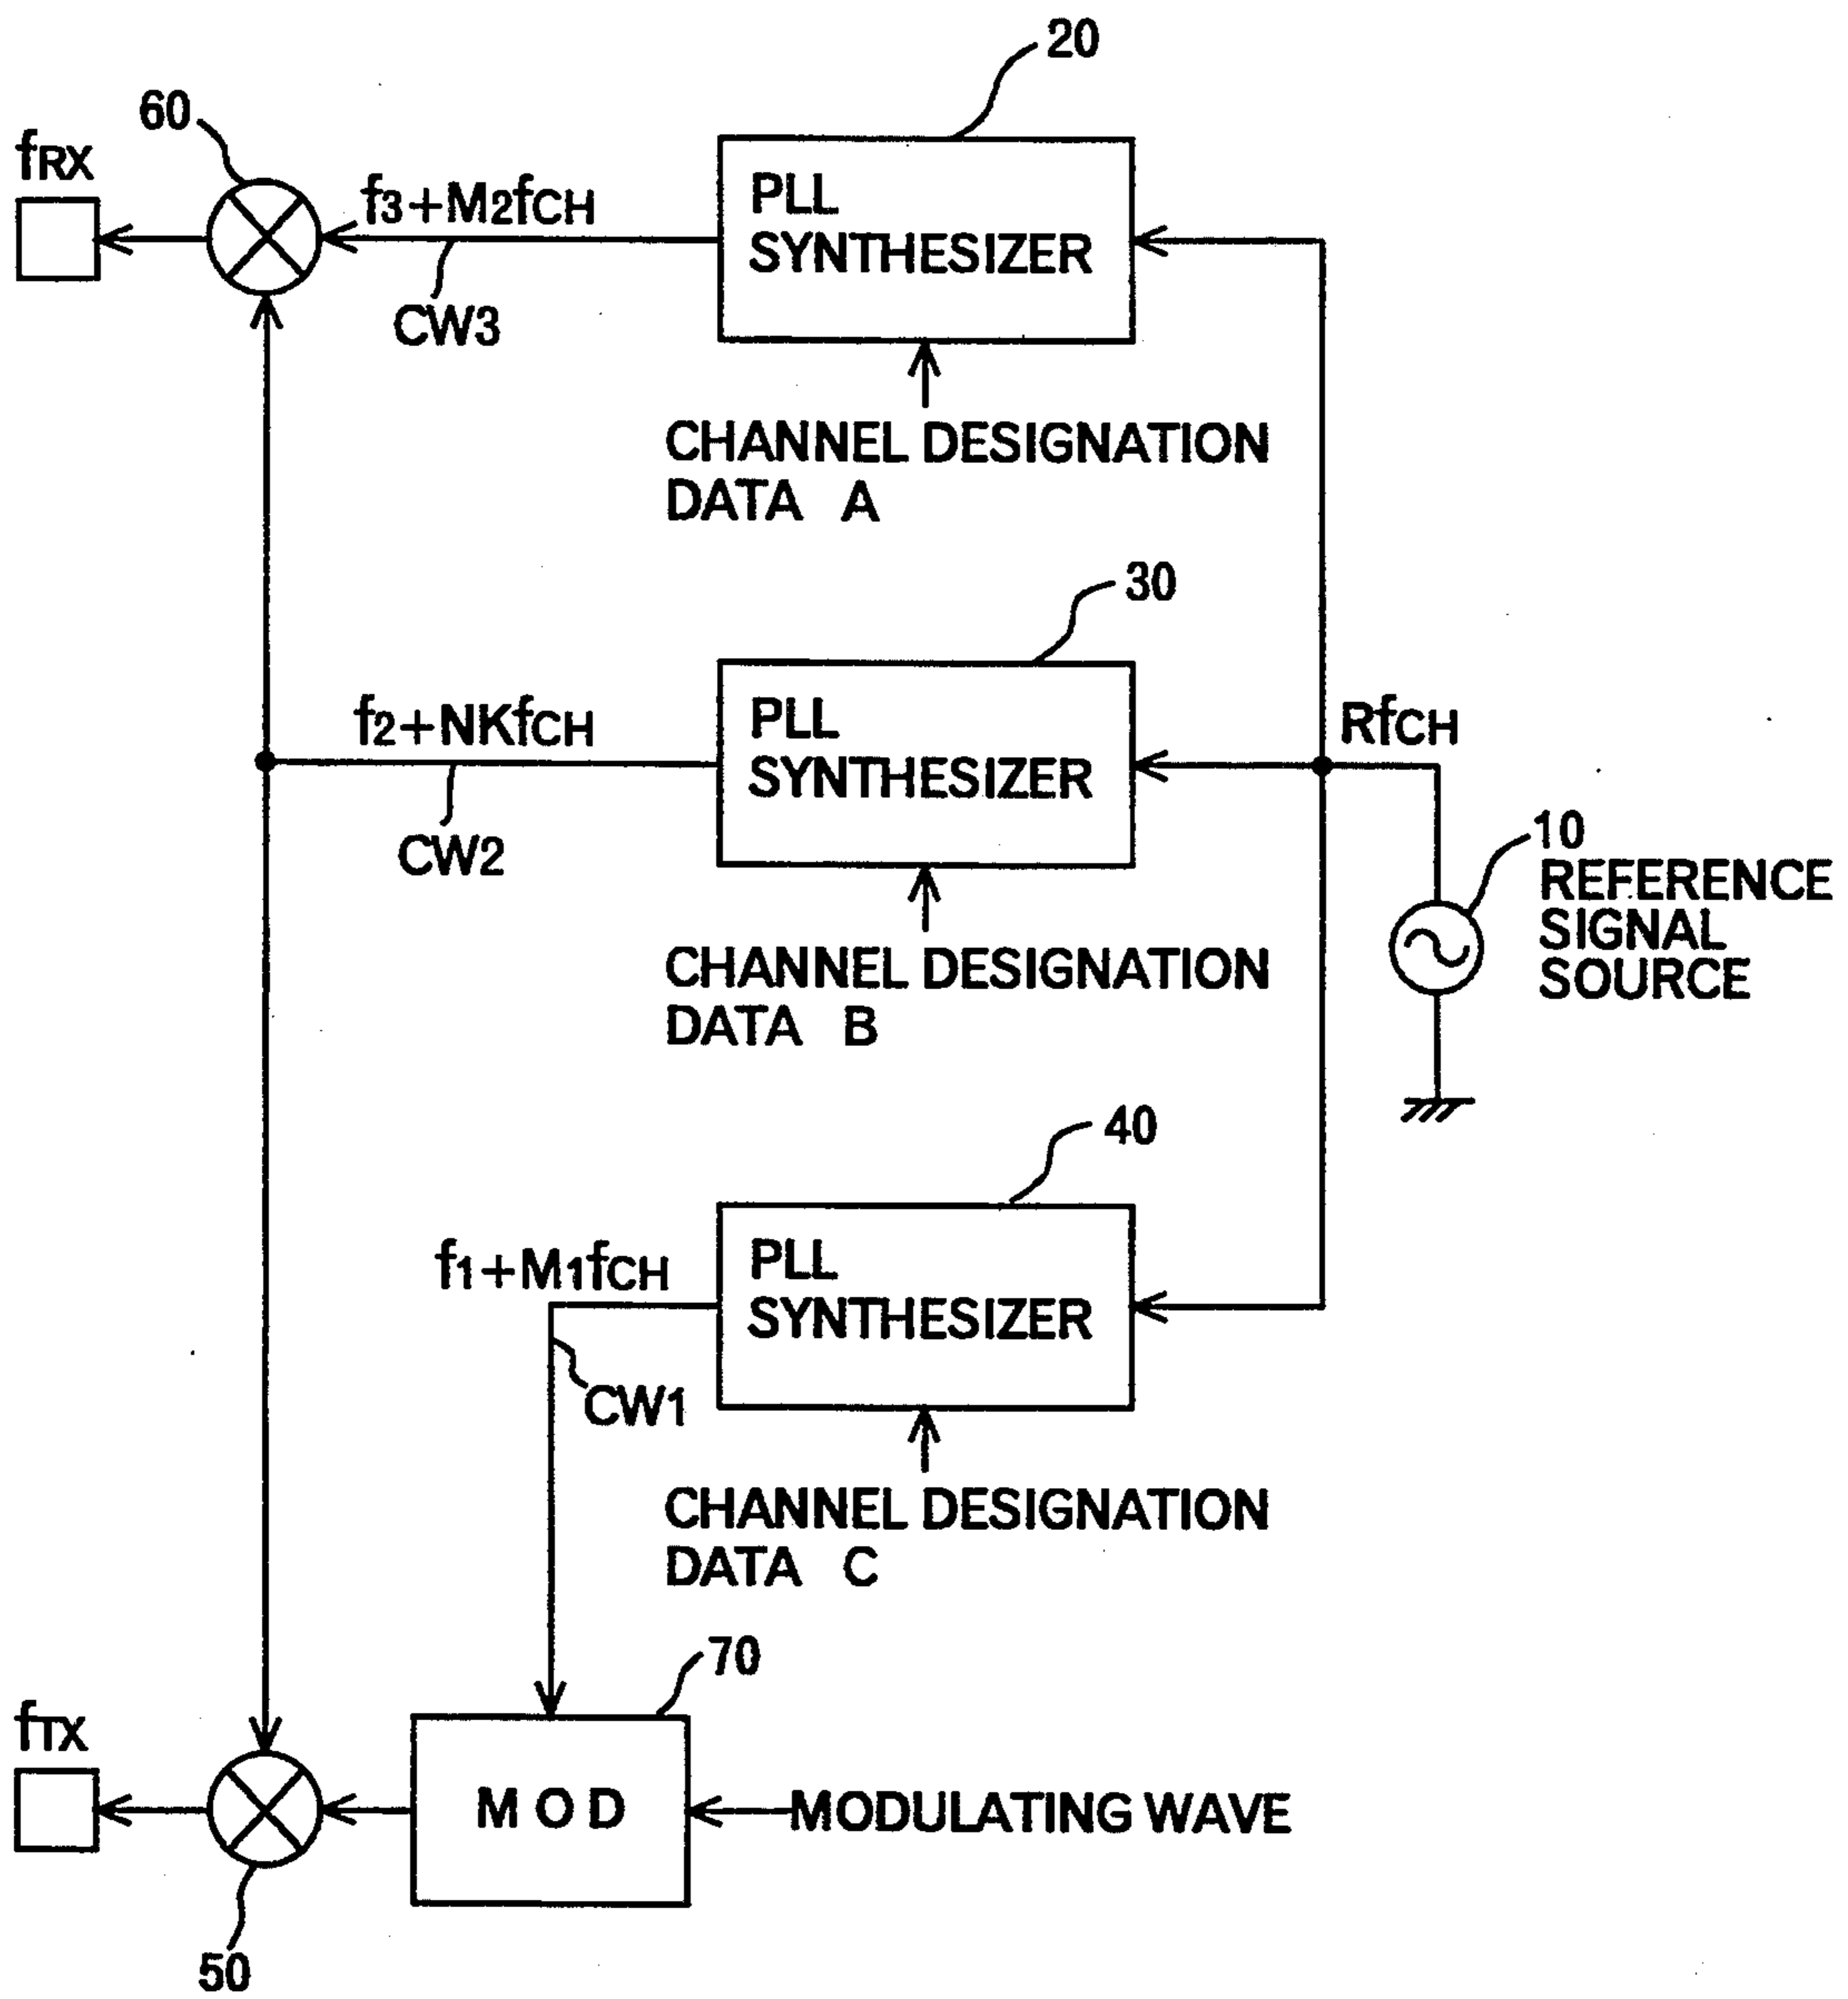 20
60
fRX
f3+M2fCH
PLL
SYNTHESIZER
CW3
CHANNEL DESIGNATION
DATA A
30
f2+NKfCH
PLL
SYNTHESIZER
RfCH
CW2
10
REFERENCE
SIGNAL
SOURCE
CHANNEL DESIGNATION
DATA B
40
f1+M1fCH
PLL
SYNTHESIZER
CW1
CHANNEL DESIGNATION
DATA C
70
fTX
MOD
MODULATING WAVE
50